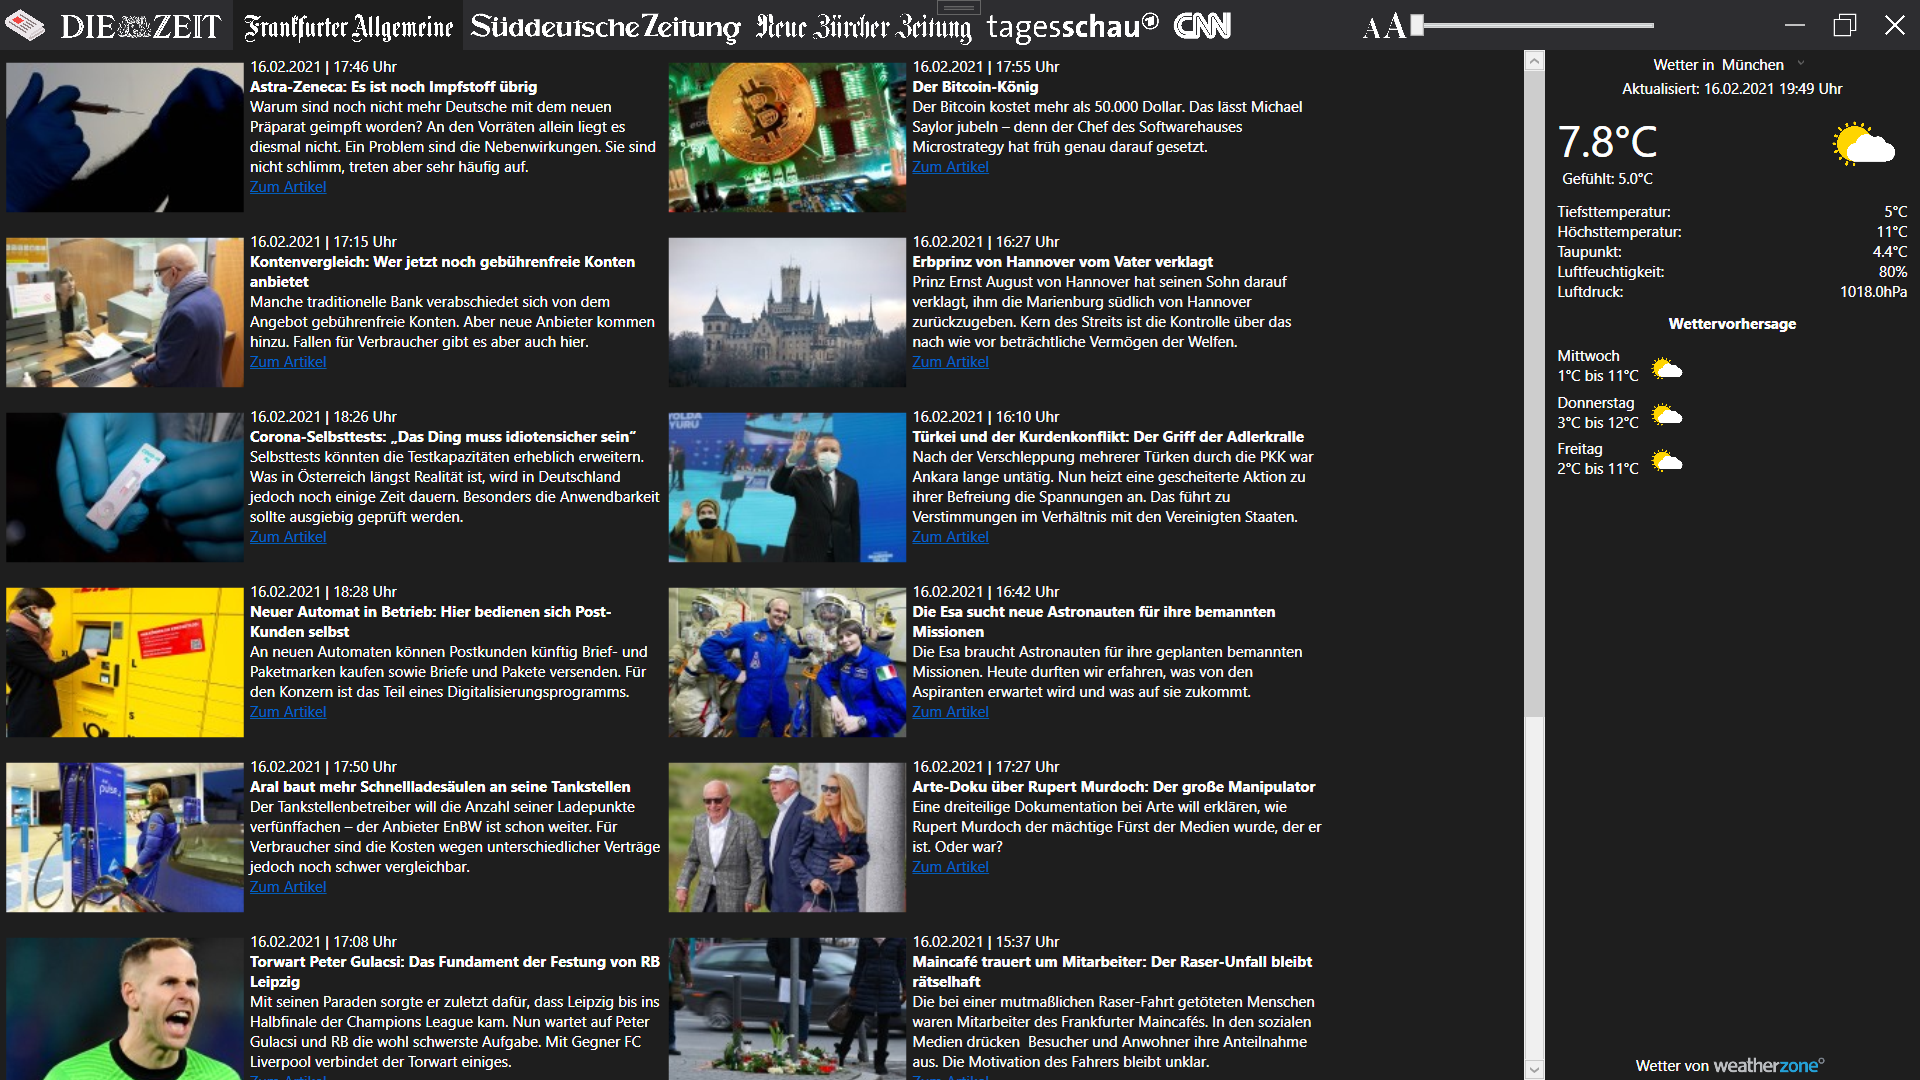 DIE ZEIT
Frankfurter Allgemeine
Süddeutsche Zeitung
Neue Zürcher Zeitung
tagesschau
CNN
A A
16.02.2021 | 17:46 Uhr
Astra-Zeneca: Es ist noch Impfstoff übrig
Warum sind noch nicht mehr Deutsche mit dem neuen
Präparat geimpft worden? An den Vorräten allein liegt es
diesmal nicht. Ein Problem sind die Nebenwirkungen. Sie sind
nicht schlimm, treten aber sehr häufig auf.
Zum Artikel
16.02.2021 | 17:55 Uhr
Der Bitcoin-König
Der Bitcoin kostet mehr als 50.000 Dollar. Das lässt Michael
Saylor jubeln – denn der Chef des Softwarehauses
Microstrategy hat früh genau darauf gesetzt.
Zum Artikel
16.02.2021 | 17:15 Uhr
Kontenvergleich: Wer jetzt noch gebührenfreie Konten
anbietet
Manche traditionelle Bank verabschiedet sich von dem
Angebot gebührenfreie Konten. Aber neue Anbieter kommen
hinzu. Fallen für Verbraucher gibt es aber auch hier.
Zum Artikel
16.02.2021 | 16:27 Uhr
Erbprinz von Hannover vom Vater verklagt
Prinz Ernst August von Hannover hat seinen Sohn darauf
verklagt, ihm die Marienburg südlich von Hannover
zurückzugeben. Kern des Streits ist die Kontrolle über das
nach wie vor beträchtliche Vermögen der Welfen.
Zum Artikel
16.02.2021 | 18:26 Uhr
Corona-Selbsttests: „Das Ding muss idiotensicher sein“
Selbsttests könnten die Testkapazitäten erheblich erweitern.
Was in Österreich längst Realität ist, wird in Deutschland
jedoch noch einige Zeit dauern. Besonders die Anwendbarkeit
sollte ausgiebig geprüft werden.
Zum Artikel
16.02.2021 | 16:10 Uhr
Türkei und der Kurdenkonflikt: Der Griff der Adlerkralle
Nach der Verschleppung mehrerer Türken durch die PKK war
Ankara lange untätig. Nun heizt eine gescheiterte Aktion zu
ihrer Befreiung die Spannungen an. Das führt zu
Verstimmungen im Verhältnis mit den Vereinigten Staaten.
Zum Artikel
16.02.2021 | 18:28 Uhr
Neuer Automat in Betrieb: Hier bedienen sich Post-
Kunden selbst
An neuen Automaten können Postkunden künftig Brief- und
Paketmarken kaufen sowie Briefe und Pakete versenden. Für
den Konzern ist das Teil eines Digitalisierungsprogramms.
Zum Artikel
16.02.2021 | 16:42 Uhr
Die Esa sucht neue Astronauten für ihre bemannten
Missionen
Die Esa braucht Astronauten für ihre geplanten bemannten
Missionen. Heute durften wir erfahren, was von den
Aspiranten erwartet wird und was auf sie zukommt.
Zum Artikel
pulse
16.02.2021 | 17:50 Uhr
Aral baut mehr Schnellladesäulen an seine Tankstellen
Der Tankstellenbetreiber will die Anzahl seiner Ladepunkte
verfünffachen – der Anbieter EnBW ist schon weiter. Für
Verbraucher sind die Kosten wegen unterschiedlicher Verträge
jedoch noch schwer vergleichbar.
Zum Artikel
16.02.2021 | 17:27 Uhr
Arte-Doku über Rupert Murdoch: Der große Manipulator
Eine dreiteilige Dokumentation bei Arte will erklären, wie
Rupert Murdoch der mächtige Fürst der Medien wurde, der er
ist. Oder war?
Zum Artikel
16.02.2021 | 17:08 Uhr
Torwart Peter Gulacsi: Das Fundament der Festung von RB
Leipzig
Mit seinen Paraden sorgte er zuletzt dafür, dass Leipzig bis ins
Halbfinale der Champions League kam. Nun wartet auf Peter
Gulacsi und RB die wohl schwerste Aufgabe. Mit Gegner FC
Liverpool verbindet der Torwart einiges.
Zum Artikel
16.02.2021 | 15:37 Uhr
Maincafé trauert um Mitarbeiter: Der Raser-Unfall bleibt
rätselhaft
Die bei einer mutmaßlichen Raser-Fahrt getöteten Menschen
waren Mitarbeiter des Frankfurter Maincafés. In den sozialen
Medien drücken  Besucher und Anwohner ihre Anteilnahme
aus. Die Motivation des Fahrers bleibt unklar.
Zum Artikel
Wetter in München
Aktualisiert: 16.02.2021 19:49 Uhr
7.8°C
Gefühlt: 5.0°C
Tiefsttemperatur: 5°C
Höchsttemperatur: 11°C
Taupunkt: 4.4°C
Luftfeuchtigkeit: 80%
Luftdruck: 1018.0hPa
Wettervorhersage
Mittwoch
1°C bis 11°C
Donnerstag
3°C bis 12°C
Freitag
2°C bis 11°C
Wetter von weatherzone°